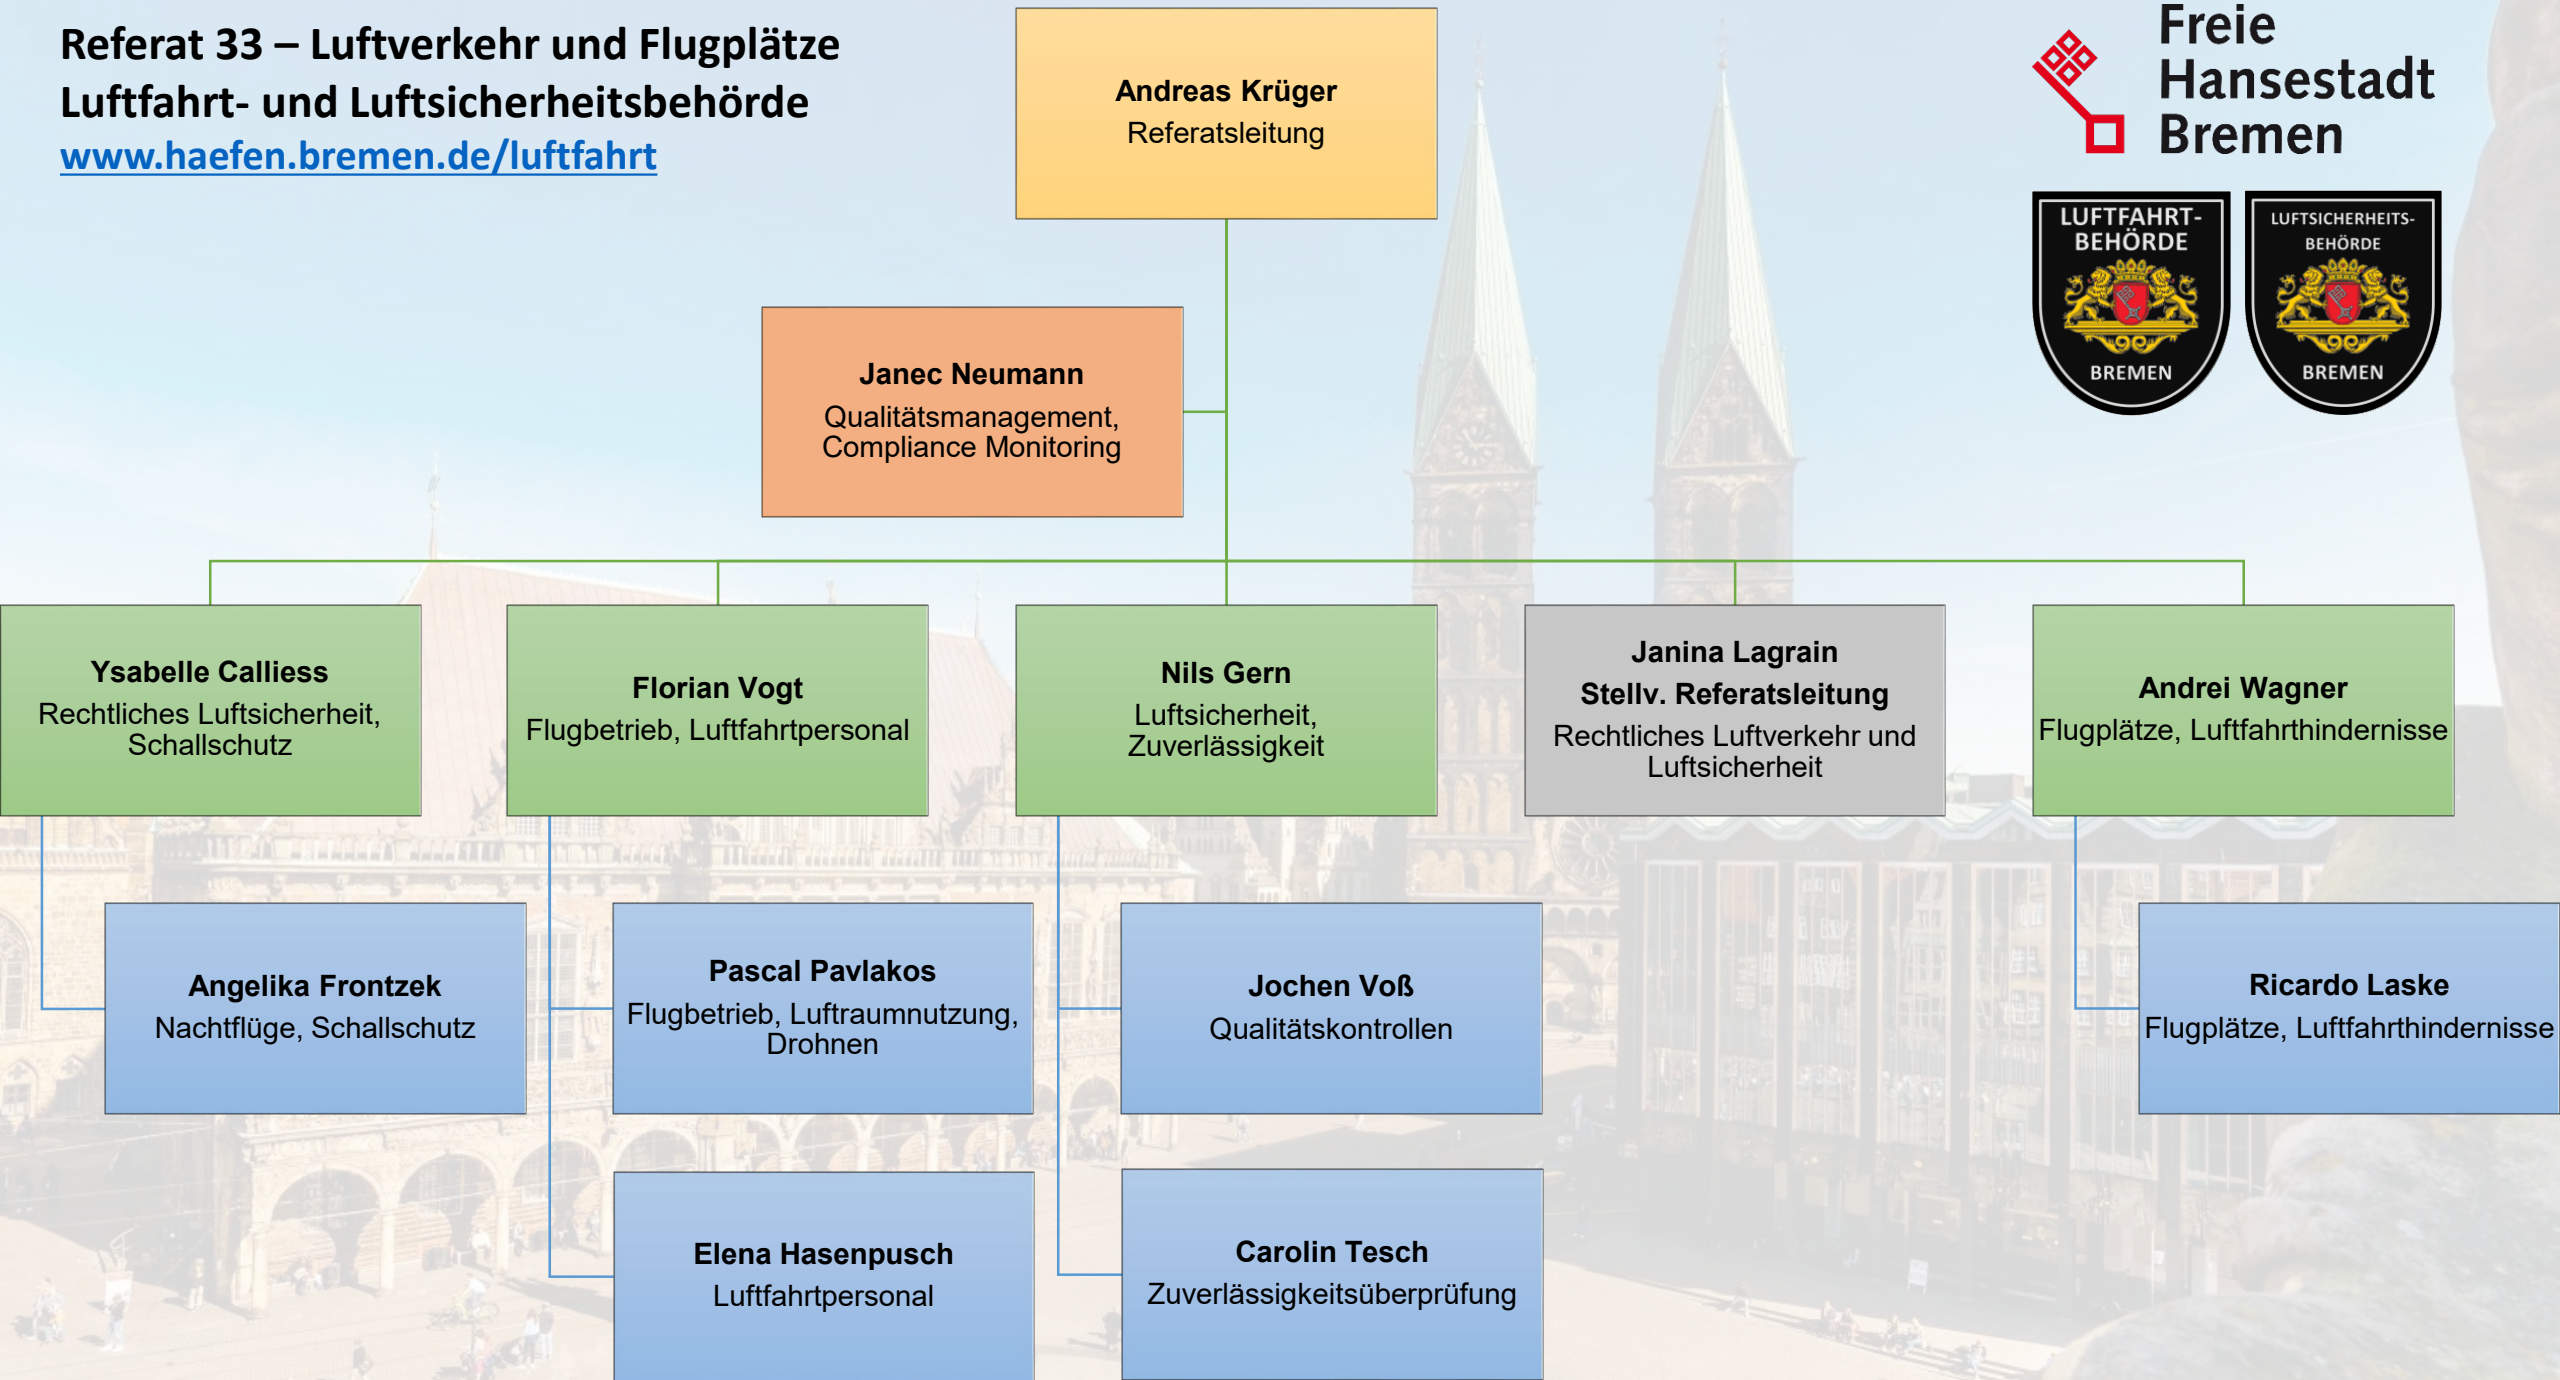 Referat 33 – Luftverkehr und Flugplätze
Luftfahrt- und Luftsicherheitsbehörde
www.haefen.bremen.de/luftfahrt
Freie
Hansestadt
Bremen
LUFTFAHRT-
BEHÖRDE
BREMEN
LUFTSICHERHEITS-
BEHÖRDE
BREMEN
Andreas Krüger
Referatsleitung
Janec Neumann
Qualitätsmanagement,
Compliance Monitoring
Ysabelle Calliess
Rechtliches Luftsicherheit,
Schallschutz
Florian Vogt
Flugbetrieb, Luftfahrtpersonal
Nils Gern
Luftsicherheit,
Zuverlässigkeit
Janina Lagrain
Stellv. Referatsleitung
Rechtliches Luftverkehr und
Luftsicherheit
Andrei Wagner
Flugplätze, Luftfahrthindernisse
Angelika Frontzek
Nachtflüge, Schallschutz
Pascal Pavlakos
Flugbetrieb, Luftraumnutzung,
Drohnen
Jochen Voß
Qualitätskontrollen
Ricardo Laske
Flugplätze, Luftfahrthindernisse
Elena Hasenpusch
Luftfahrtpersonal
Carolin Tesch
Zuverlässigkeitsüberprüfung